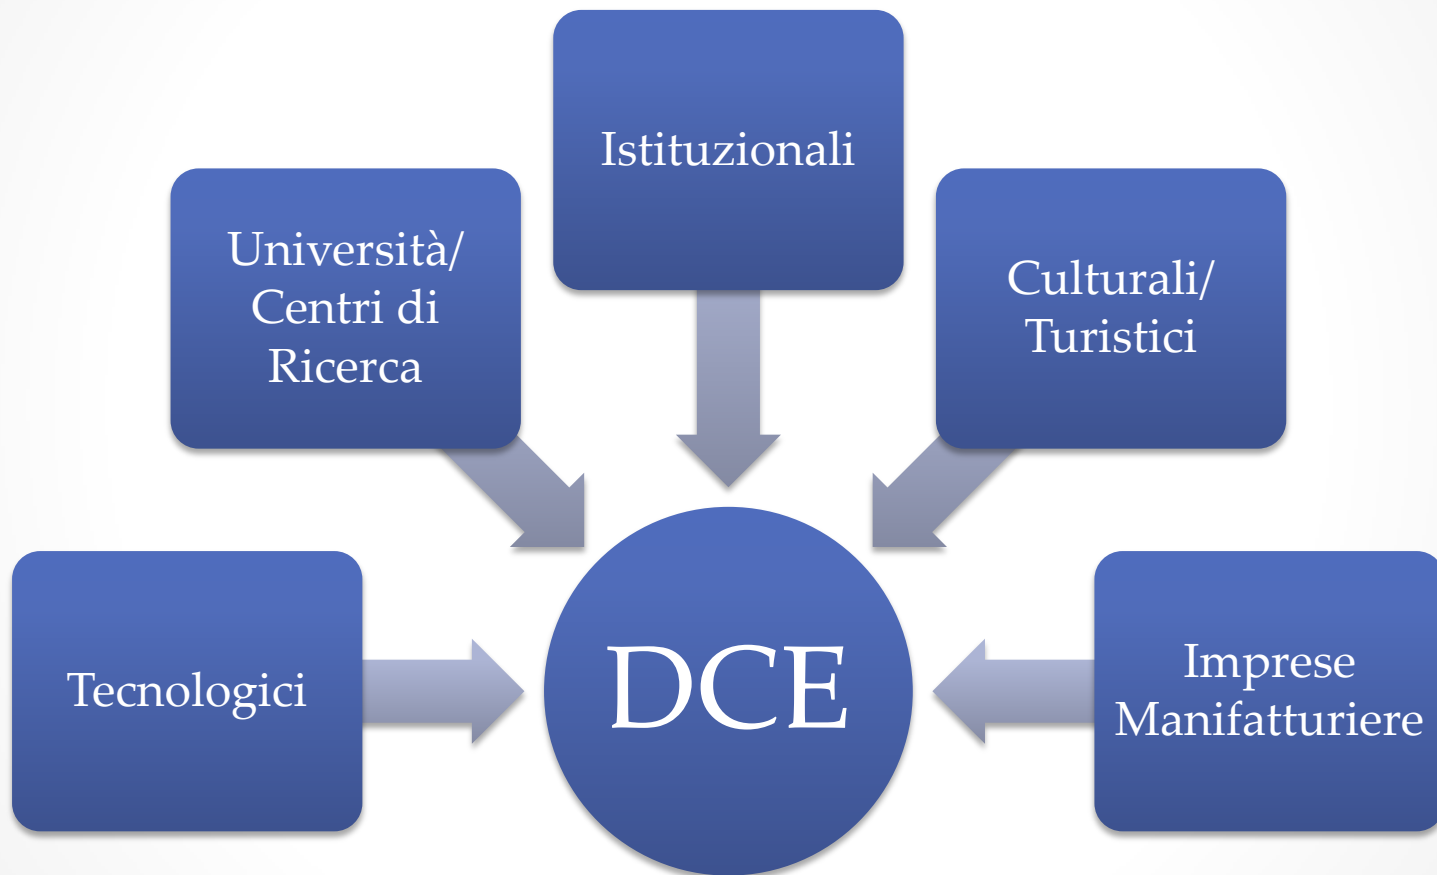 Istituzionali
Università/
Centri di
Ricerca
Culturali/
Turistici
Tecnologici
DCE
Imprese
Manifatturiere